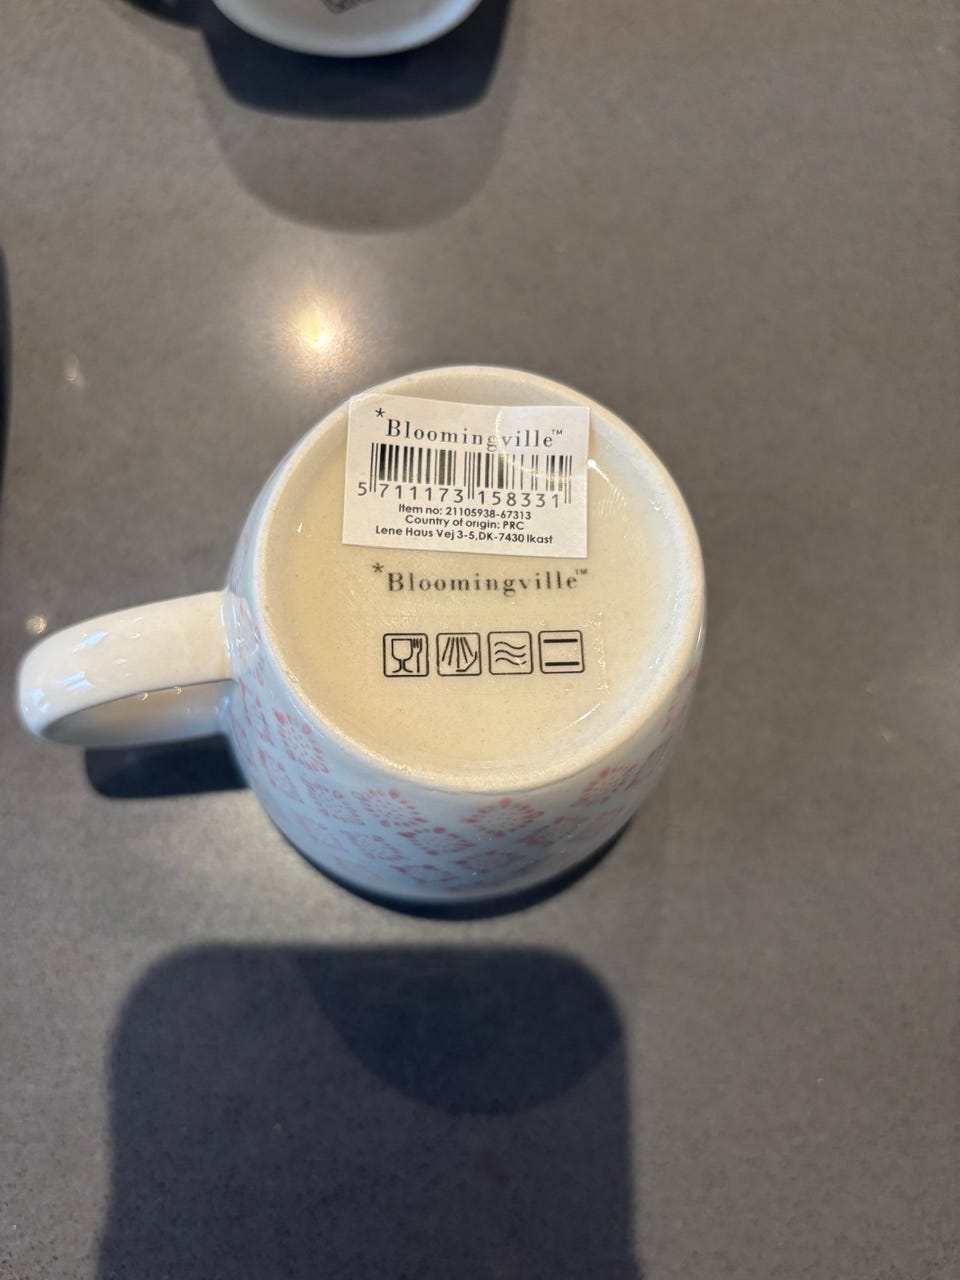 *Bloomingville™
5 711173 158331
Item no: 21105938-67313
Country of origin: PRC
Lene Haus Vej 3-5,DK-7430 Ikast
*Bloomingville™